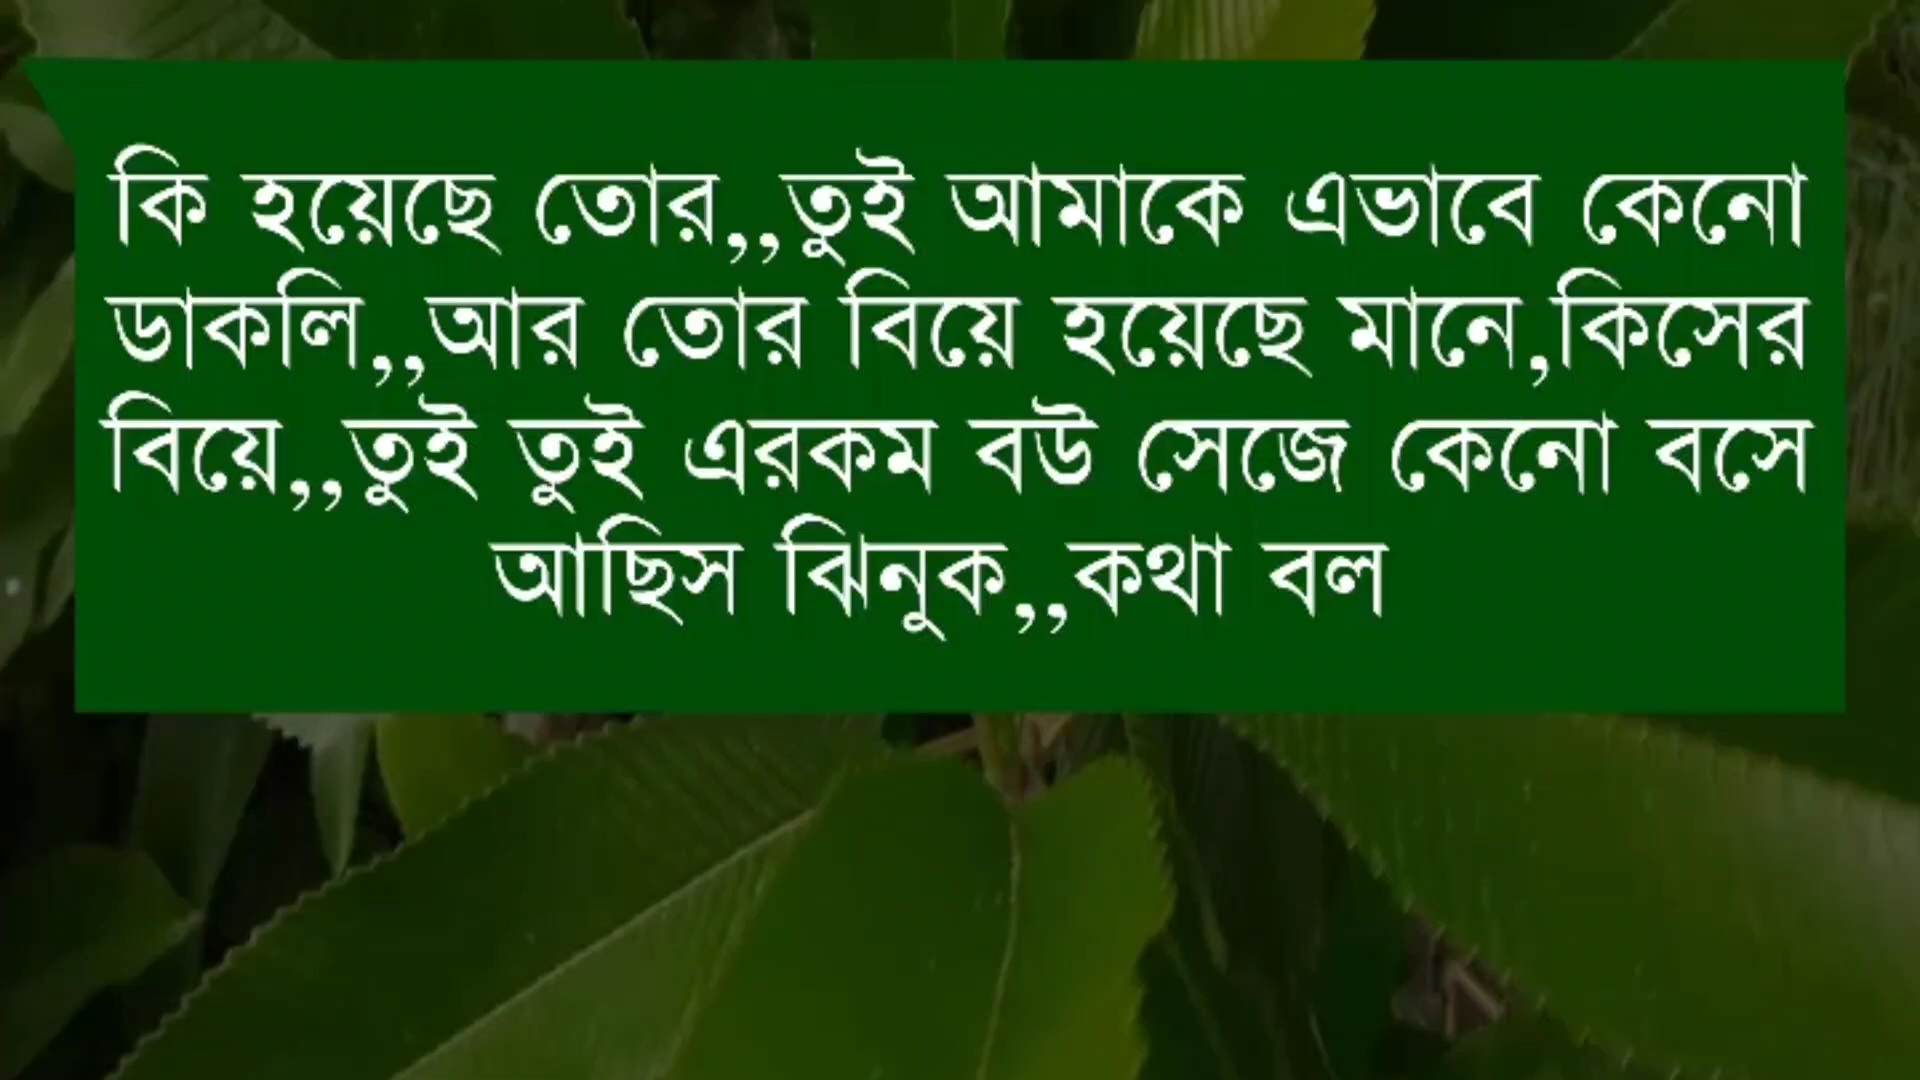 কি হয়েছে তোর,,তুই আমাকে এভাবে কেনো
ডাকলি,,আর তোর বিয়ে হয়েছে মানে,কিসের
বিয়ে,,তুই তুই এরকম বউ সেজে কেনো বসে
আছিস ঝিনুক,,কথা বল